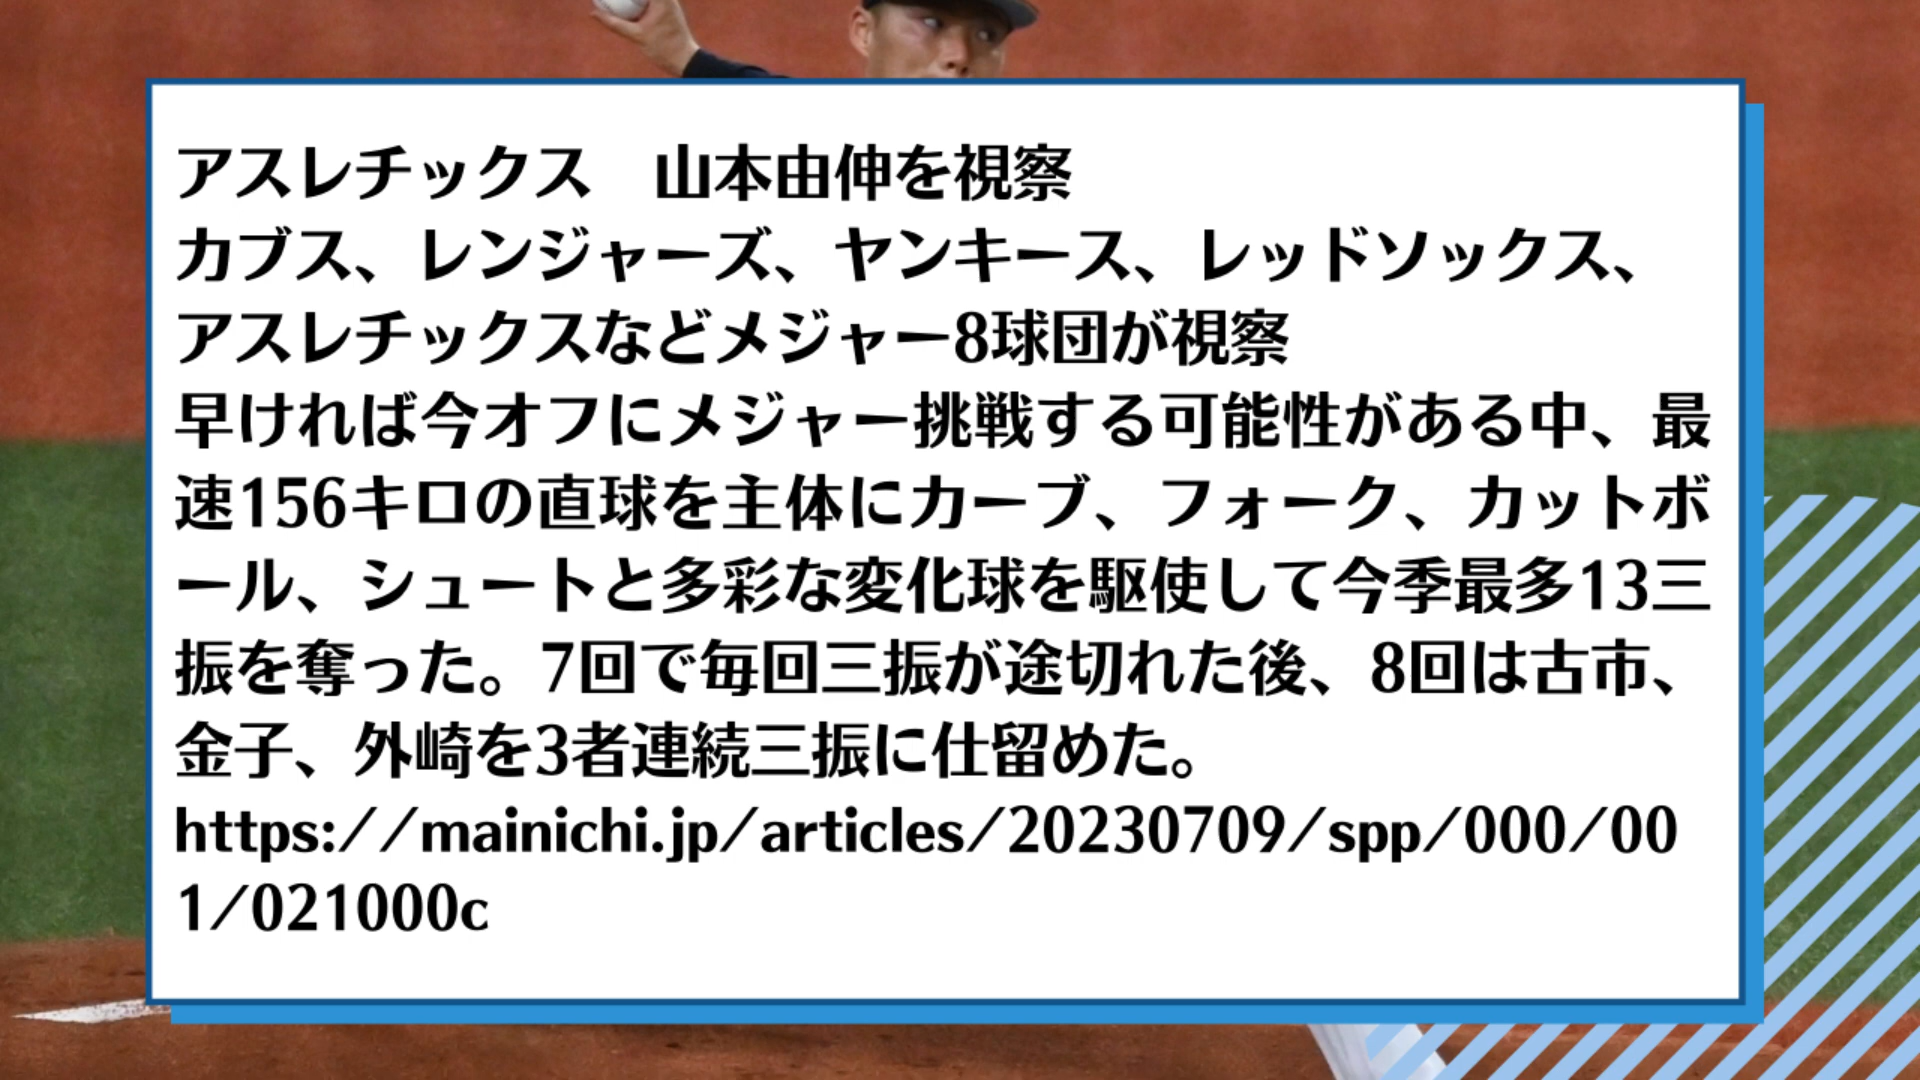 アスレチックス　山本由伸を視察
カブス、レンジャーズ、ヤンキース、レッドソックス、
アスレチックスなどメジャー8球団が視察
早ければ今オフにメジャー挑戦する可能性がある中、最
速156キロの直球を主体にカーブ、フォーク、カットボ
ール、シュートと多彩な変化球を駆使して今季最多13三
振を奪った。7回で毎回三振が途切れた後、8回は古市、
金子、外崎を3者連続三振に仕留めた。
https://mainichi.jp/articles/20230709/spp/000/00
1/021000c